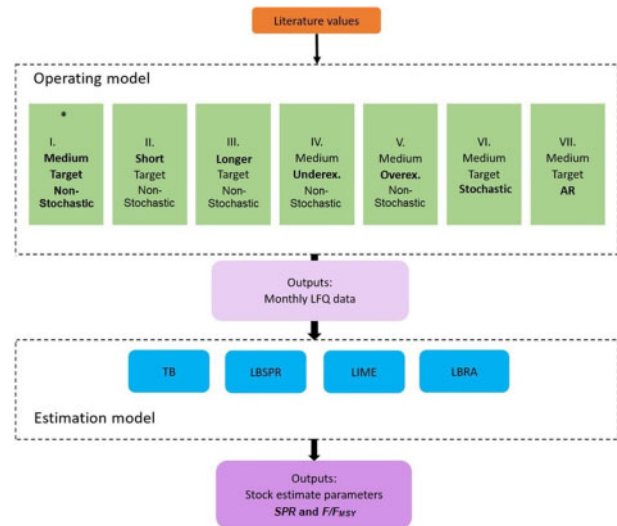 Literature values
Operating model
*
I.
Medium
Target
Non-
Stochastic
II.
Short
Target
Non-
Stochastic
III.
Longer
Target
Non-
Stochastic
IV.
Medium
Underex.
Non-
Stochastic
V.
Medium
Overex.
Non-
Stochastic
VI.
Medium
Target
Stochastic
VII.
Medium
Target
AR
Outputs:
Monthly LFQ data
TB
LBSPR
LIME
LBRA
Estimation model
Outputs:
Stock estimate parameters
SPR and F/FMSY